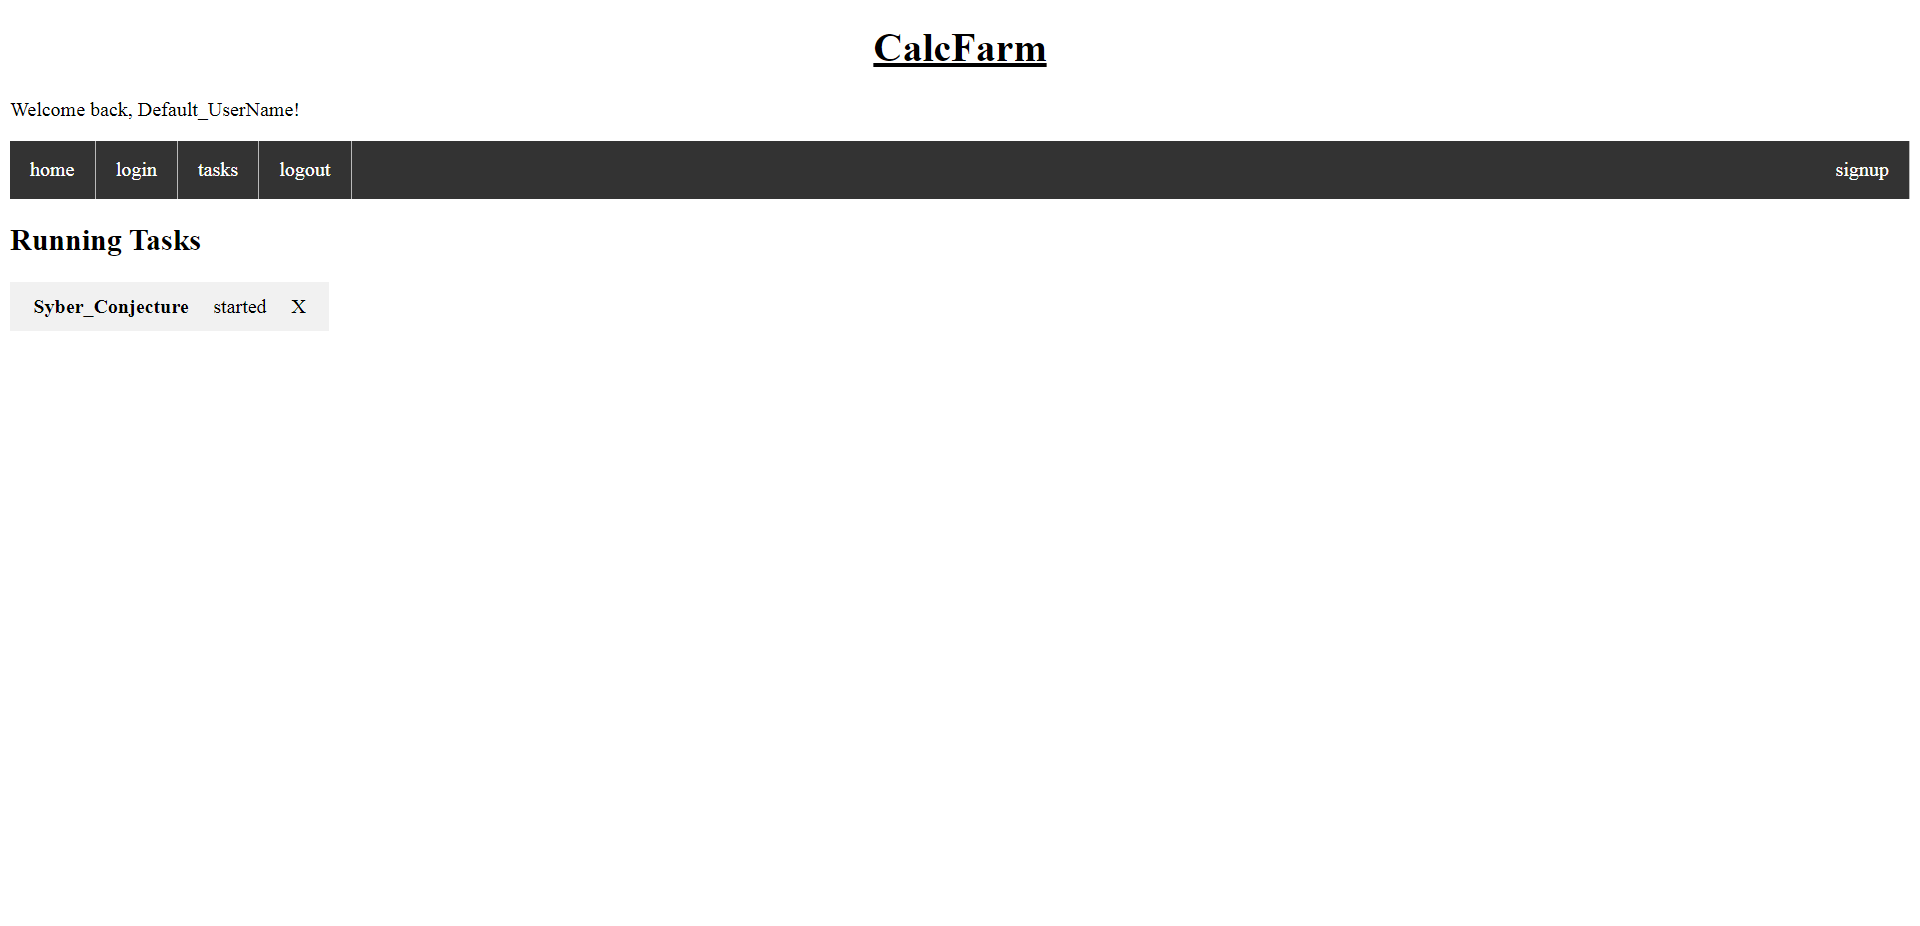 CalcFarm
Welcome back, Default_UserName!
home login tasks logout signup
Running Tasks
Syber_Conjecture started X